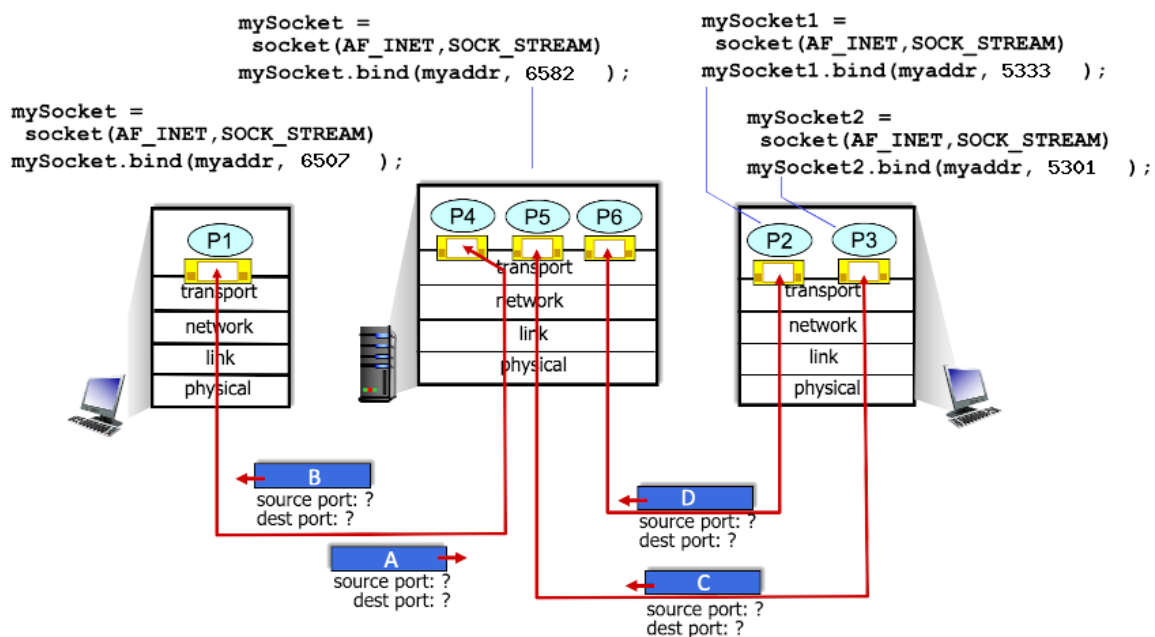 mySocket =
socket(AF_INET,SOCK_STREAM)
mySocket.bind(myaddr, 6582 );
mySocket1 =
socket(AF_INET,SOCK_STREAM)
mySocket1.bind(myaddr, 5333 );
mySocket =
socket(AF_INET,SOCK_STREAM)
mySocket.bind(myaddr, 6507 );
mySocket2 =
socket(AF_INET,SOCK_STREAM)
mySocket2.bind(myaddr, 5301 );
P1
transport
network
link
physical
P4 P5 P6
transport
network
link
physical
P2 P3
transport
network
link
physical
B
source port: ?
dest port: ?
A
source port: ?
dest port: ?
D
source port: ?
dest port: ?
C
source port: ?
dest port: ?